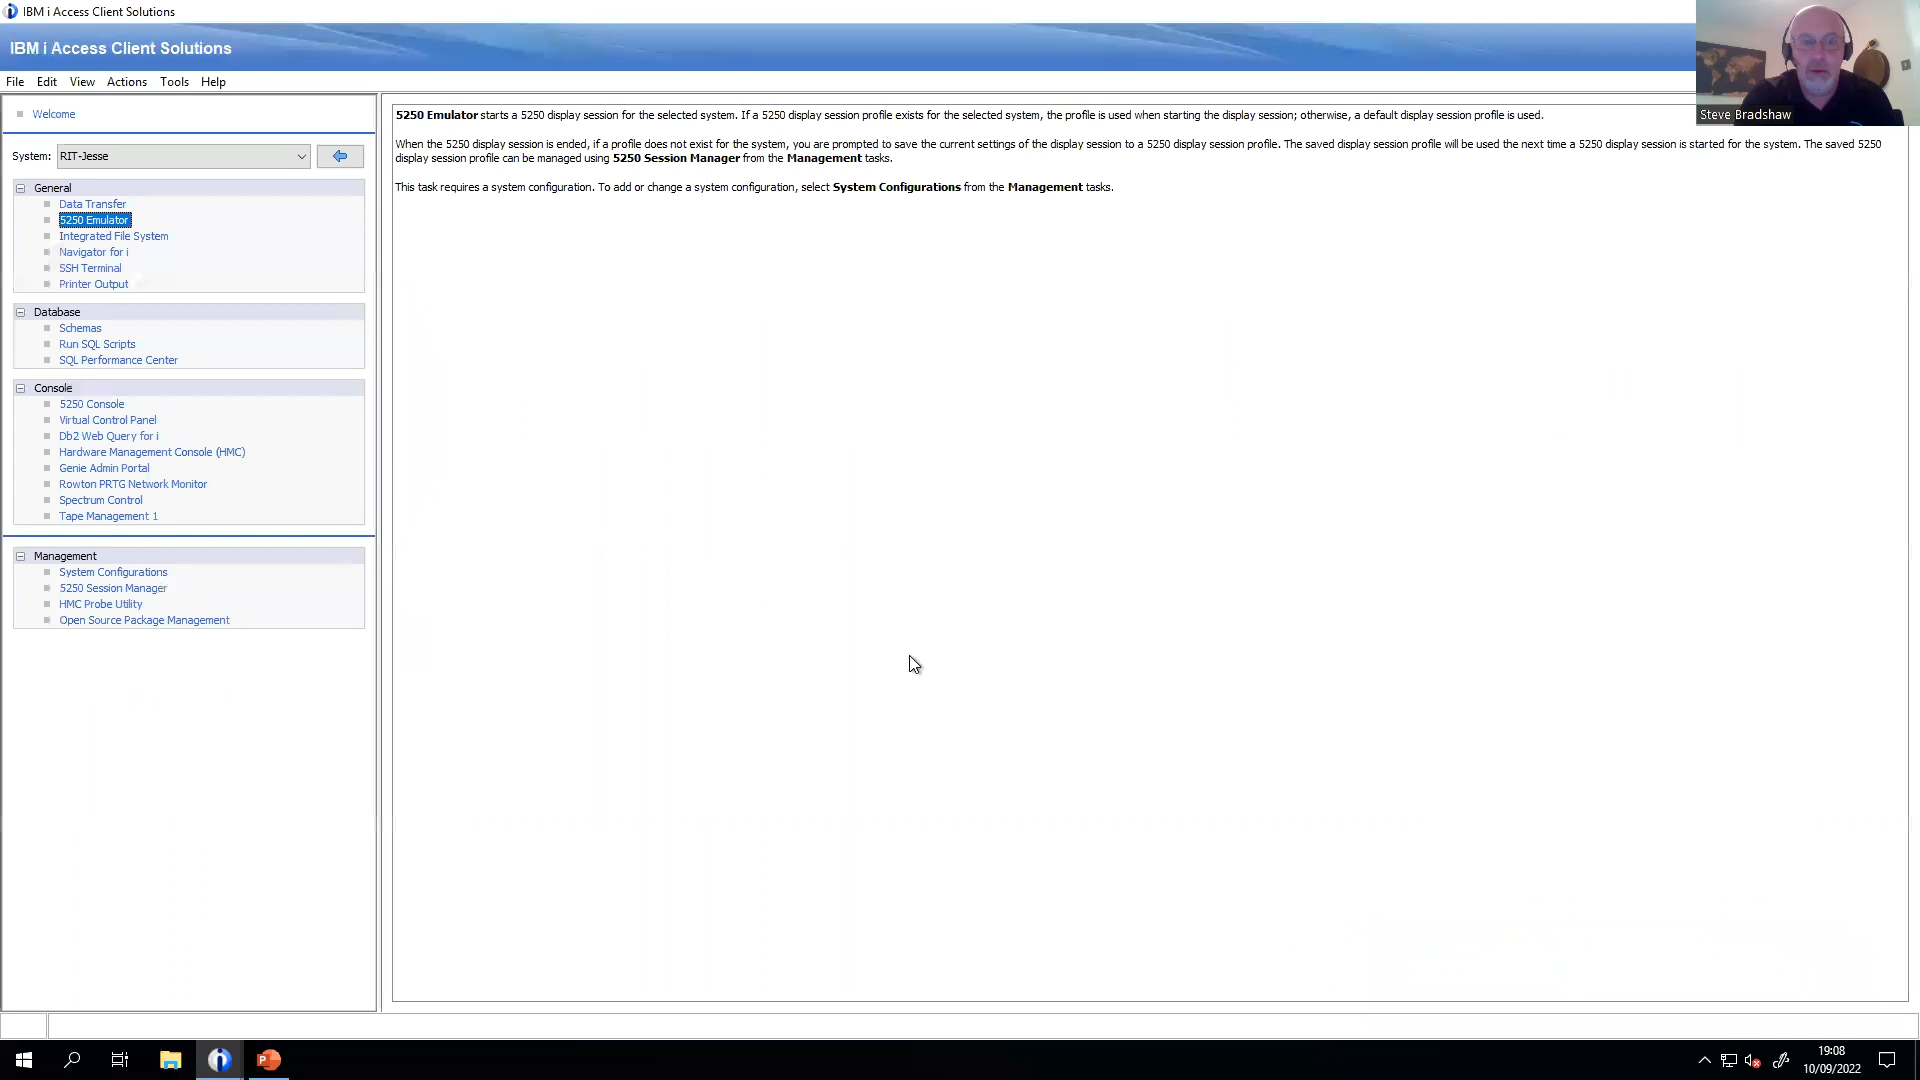 IBM i Access Client Solutions
IBM i Access Client Solutions
File Edit View Actions Tools Help
Steve Bradshaw
Welcome
System: RIT-Jesse
General
Data Transfer
5250 Emulator
Integrated File System
Navigator for i
SSH Terminal
Printer Output
Database
Schemas
Run SQL Scripts
SQL Performance Center
Console
5250 Console
Virtual Control Panel
Db2 Web Query for i
Hardware Management Console (HMC)
Genie Admin Portal
Rowton PRTG Network Monitor
Spectrum Control
Tape Management 1
Management
System Configurations
5250 Session Manager
HMC Probe Utility
Open Source Package Management
5250 Emulator starts a 5250 display session for the selected system. If a 5250 display session profile exists for the selected system, the profile is used when starting the display session; otherwise, a default display session profile is used.
When the 5250 display session is ended, if a profile does not exist for the system, you are prompted to save the current settings of the display session to a 5250 display session profile. The saved display session profile will be used the next time a 5250 display session is started for the system. The saved 5250
display session profile can be managed using 5250 Session Manager from the Management tasks.
This task requires a system configuration. To add or change a system configuration, select System Configurations from the Management tasks.
19:08
10/09/2022